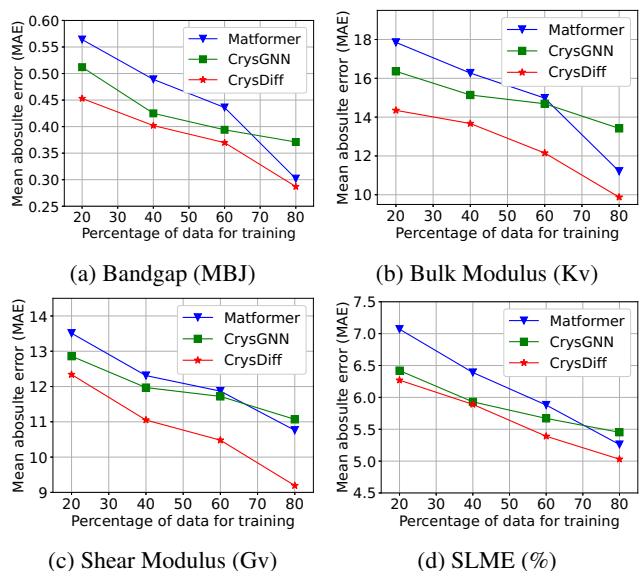 Mean abosulte error (MAE)
0.60
0.55
0.50
0.45
0.40
0.35
0.30
0.25
Matformer
CrysGNN
CrysDiff
20 30 40 50 60 70 80
Percentage of data for training
(a) Bandgap (MBJ)
Mean abosulte error (MAE)
18
16
14
12
10
Matformer
CrysGNN
CrysDiff
20 30 40 50 60 70 80
Percentage of data for training
(b) Bulk Modulus (Kv)
Mean abosulte error (MAE)
14
13
12
11
10
9
Matformer
CrysGNN
CrysDiff
20 30 40 50 60 70 80
Percentage of data for training
(c) Shear Modulus (Gv)
Mean abosulte error (MAE)
7.5
7.0
6.5
6.0
5.5
5.0
4.5
Matformer
CrysGNN
CrysDiff
20 30 40 50 60 70 80
Percentage of data for training
(d) SLME (%)